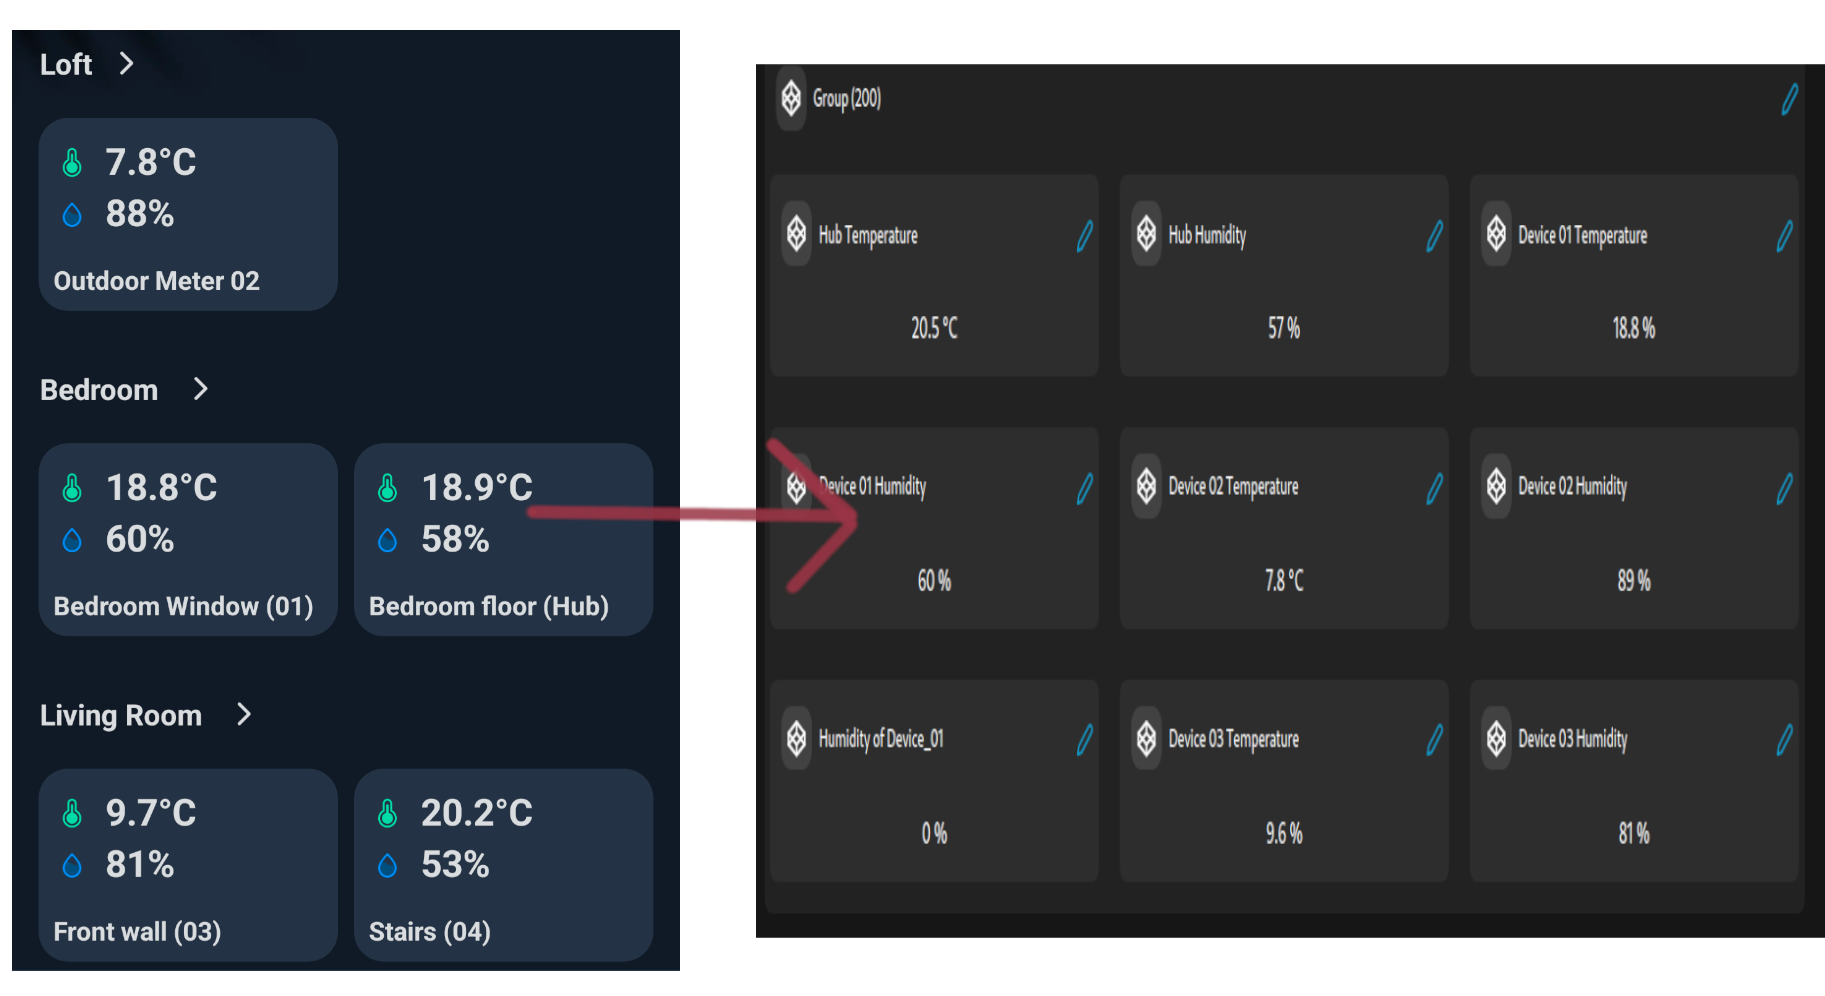 Loft
7.8°C
88%
Outdoor Meter 02
Bedroom
18.8°C
60%
Bedroom Window (01)
18.9°C
58%
Bedroom floor (Hub)
Living Room
9.7°C
81%
Front wall (03)
20.2°C
53%
Stairs (04)
Group (200)
Hub Temperature
20.5 °C
Hub Humidity
57 %
Device 01 Temperature
18.8 %
Device 01 Humidity
60 %
Device 02 Temperature
7.8 °C
Device 02 Humidity
89 %
Humidity of Device_01
0 %
Device 03 Temperature
9.6 %
Device 03 Humidity
81 %